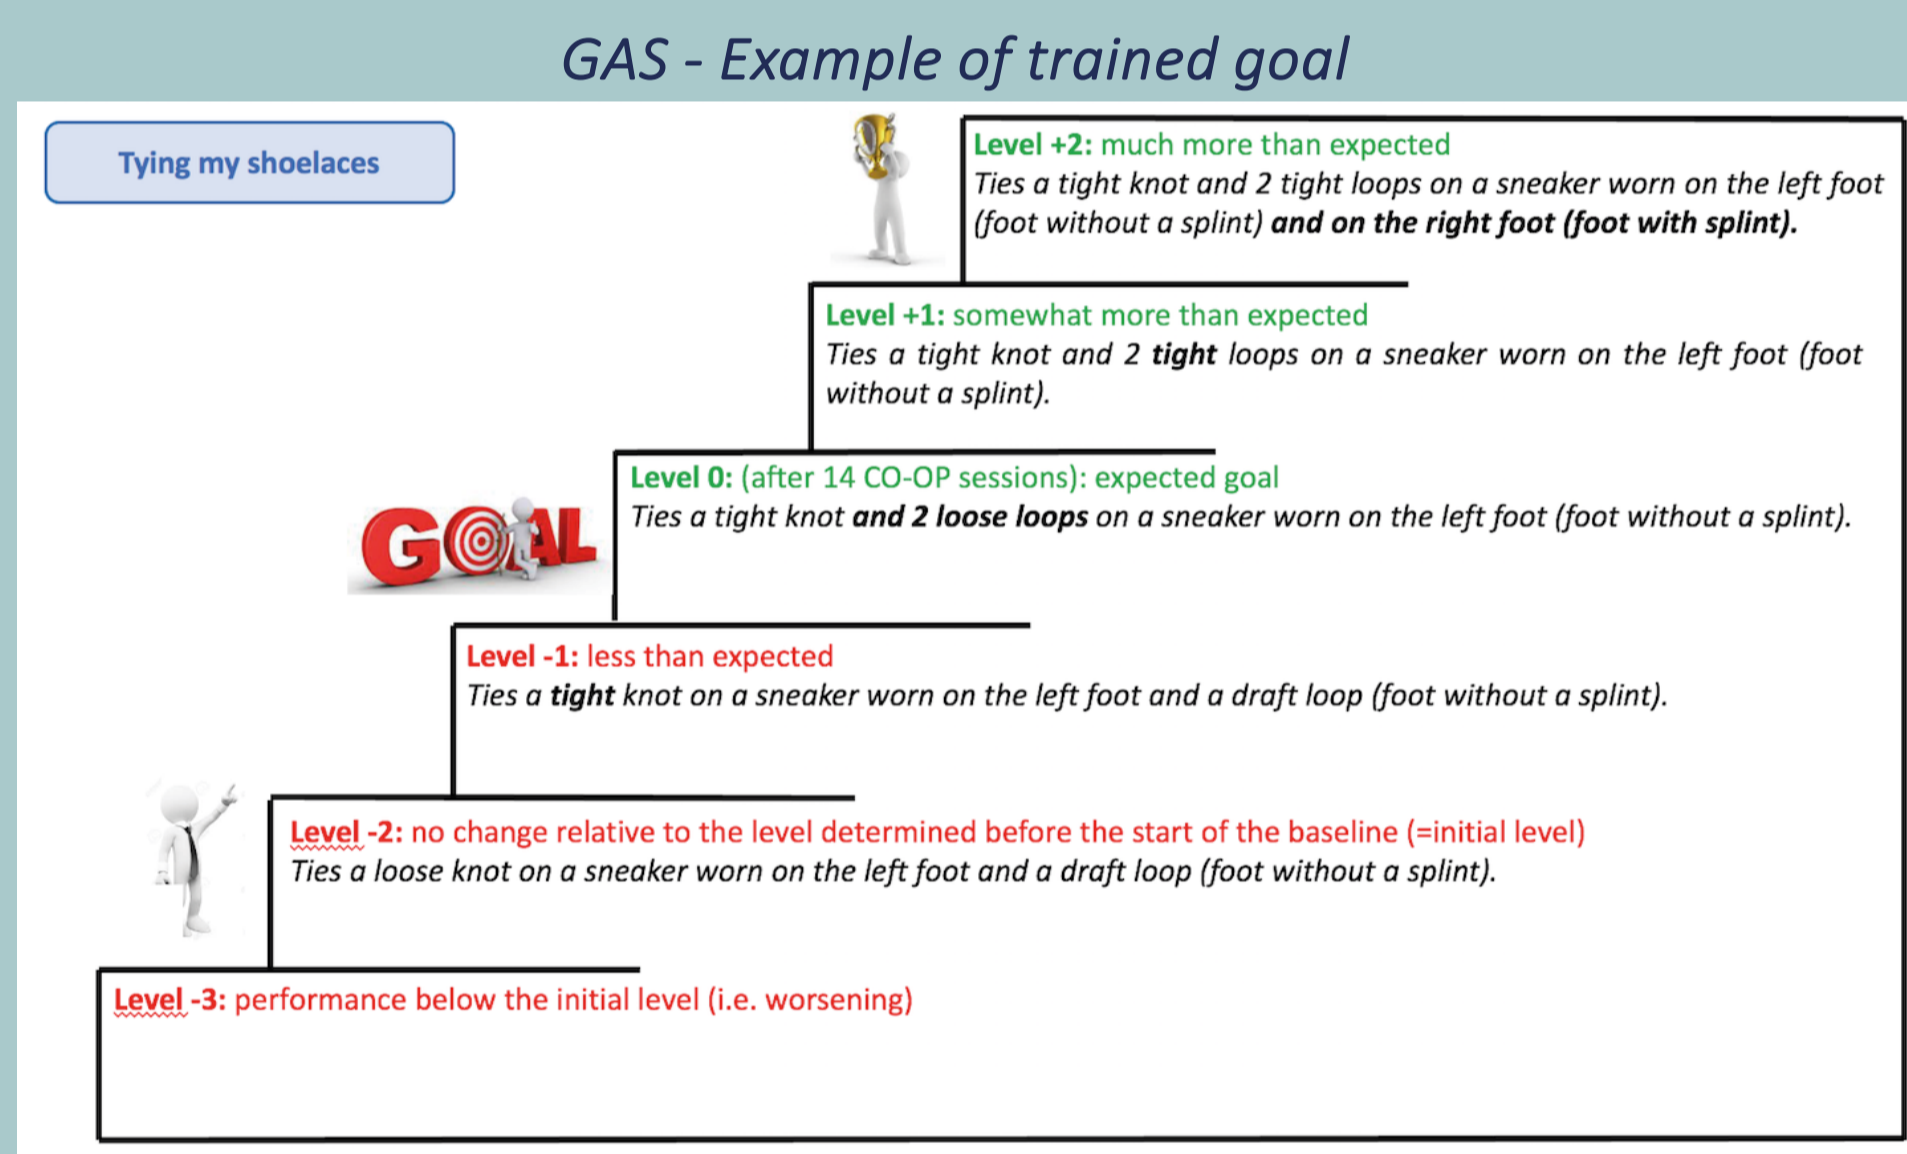 GAS - Example of trained goal
Tying my shoelaces
Level +2: much more than expected
Ties a tight knot and 2 tight loops on a sneaker worn on the left foot
(foot without a splint) and on the right foot (foot with splint).
Level +1: somewhat more than expected
Ties a tight knot and 2 tight loops on a sneaker worn on the left foot (foot
without a splint).
GOAL
Level 0: (after 14 CO-OP sessions): expected goal
Ties a tight knot and 2 loose loops on a sneaker worn on the left foot (foot without a splint).
Level -1: less than expected
Ties a tight knot on a sneaker worn on the left foot and a draft loop (foot without a splint).
Level -2: no change relative to the level determined before the start of the baseline (=initial level)
Ties a loose knot on a sneaker worn on the left foot and a draft loop (foot without a splint).
Level -3: performance below the initial level (i.e. worsening)